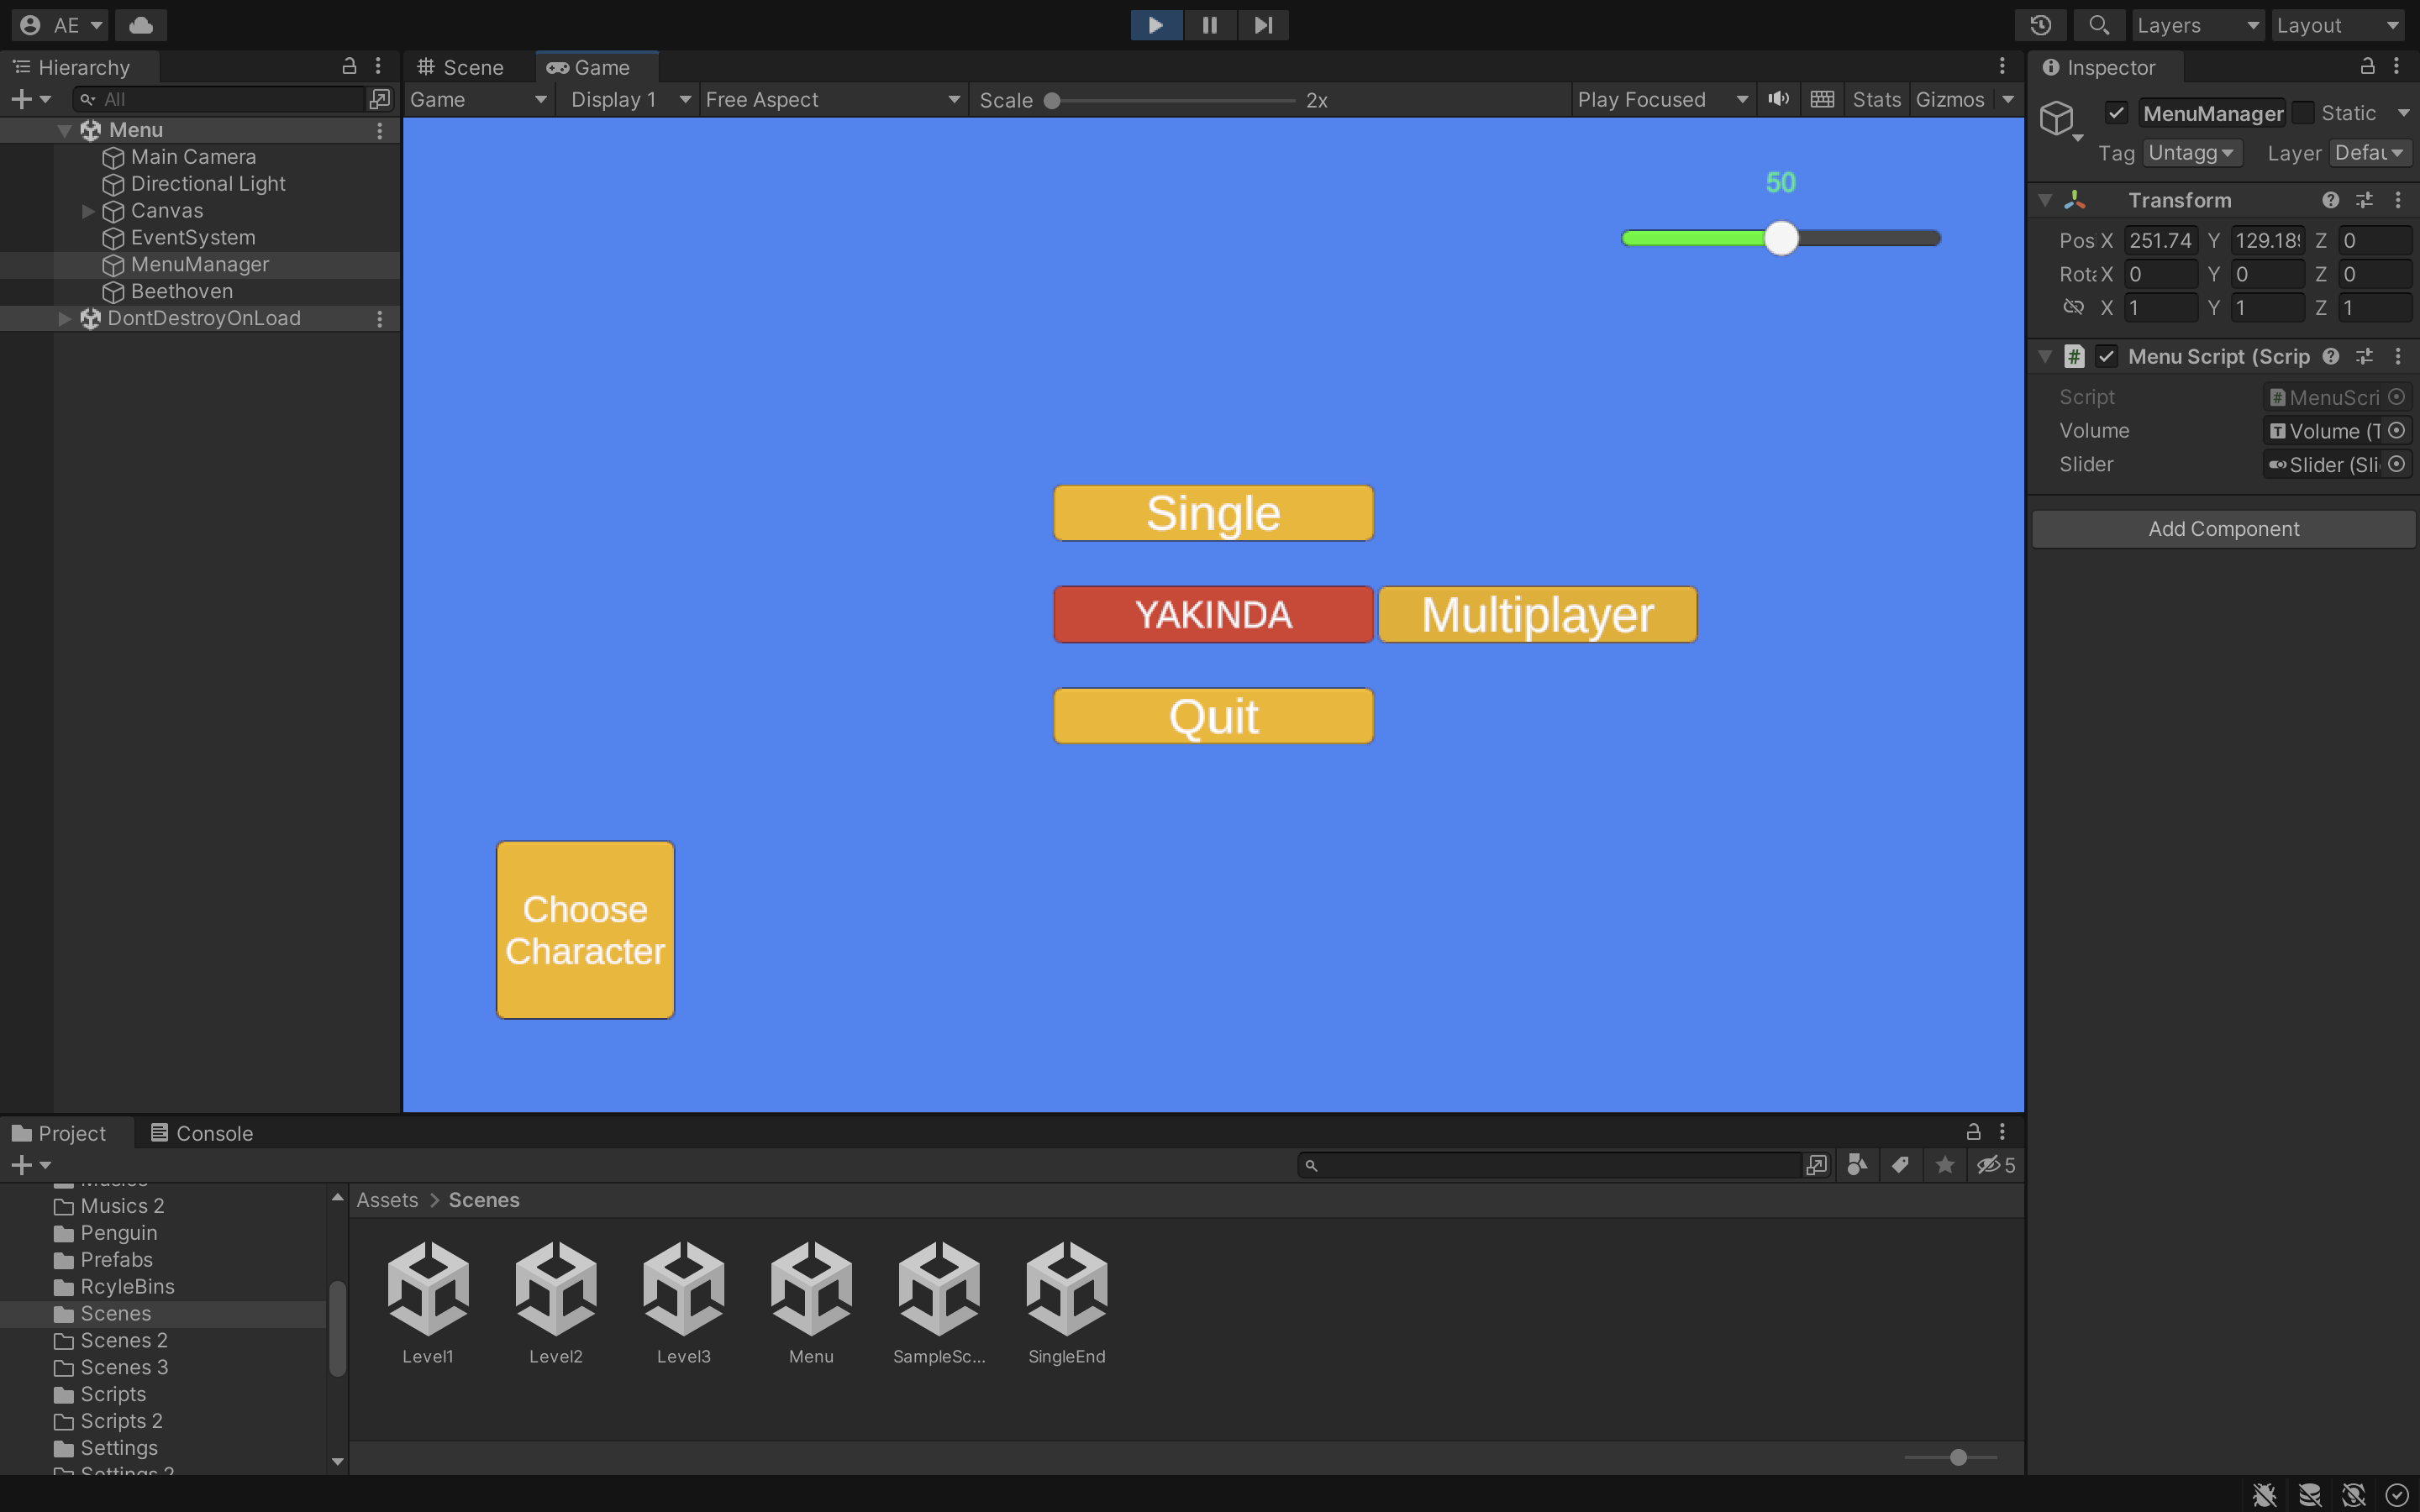 AE
Layers
Layout
Hierarchy
Scene
Game
Inspector
All
Game
Display 1
Free Aspect
Scale
2x
Play Focused
Stats
Gizmos
MenuManager
Static
Tag
Untagg
Layer
Defau
Menu
Main Camera
Directional Light
Canvas
EventSystem
MenuManager
Beethoven
DontDestroyOnLoad
50
Single
YAKINDA
Multiplayer
Quit
Choose
Character
Transform
Pos X 251.74 Y 129.18 Z 0
Rota X 0 Y 0 Z 0
X 1 Y 1 Z 1
# Menu Script (Scrip
Script
# MenuScri
Volume
Volume (T
Slider
Slider (Sli
Add Component
Project
Console
5
Musics 2
Penguin
Prefabs
RcyleBins
Scenes
Scenes 2
Scenes 3
Scripts
Scripts 2
Settings
Settings 2
Assets > Scenes
Level1
Level2
Level3
Menu
SampleSc...
SingleEnd